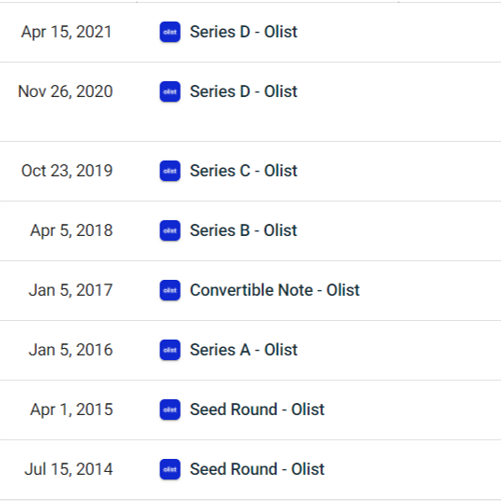 Apr 15, 2021 olist Series D - Olist
Nov 26, 2020 olist Series D - Olist
Oct 23, 2019 olist Series C - Olist
Apr 5, 2018 olist Series B - Olist
Jan 5, 2017 olist Convertible Note - Olist
Jan 5, 2016 olist Series A - Olist
Apr 1, 2015 olist Seed Round - Olist
Jul 15, 2014 olist Seed Round - Olist